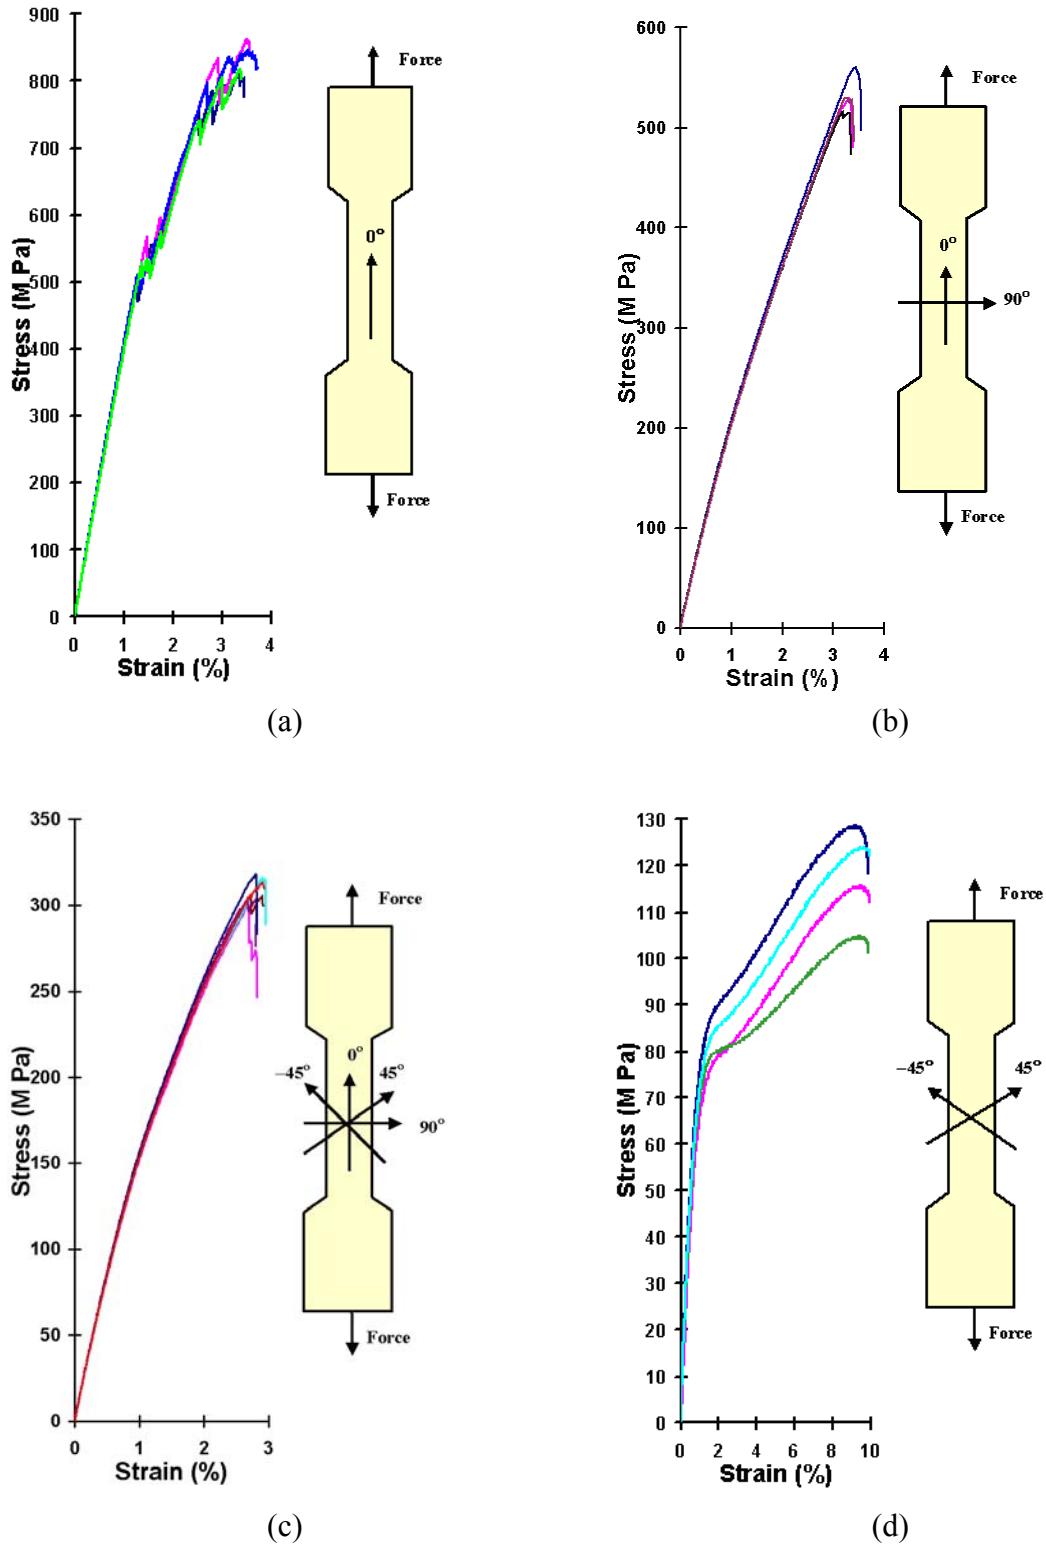 900
800
700
600
500
400
300
200
100
0
Stress (M Pa)
0 1 2 3 4
Strain (%)
Force
0°
Force
(a)
600
500
400
300
200
100
0
Stress (M Pa)
0 1 2 3 4
Strain (%)
Force
0°
90°
Force
(b)
350
300
250
200
150
100
50
0
Stress (M Pa)
0 1 2 3
Strain (%)
Force
0°
−45° 45°
90°
Force
(c)
130
120
110
100
90
80
70
60
50
40
30
20
10
0
Stress (M Pa)
0 2 4 6 8 10
Strain (%)
Force
−45° 45°
Force
(d)